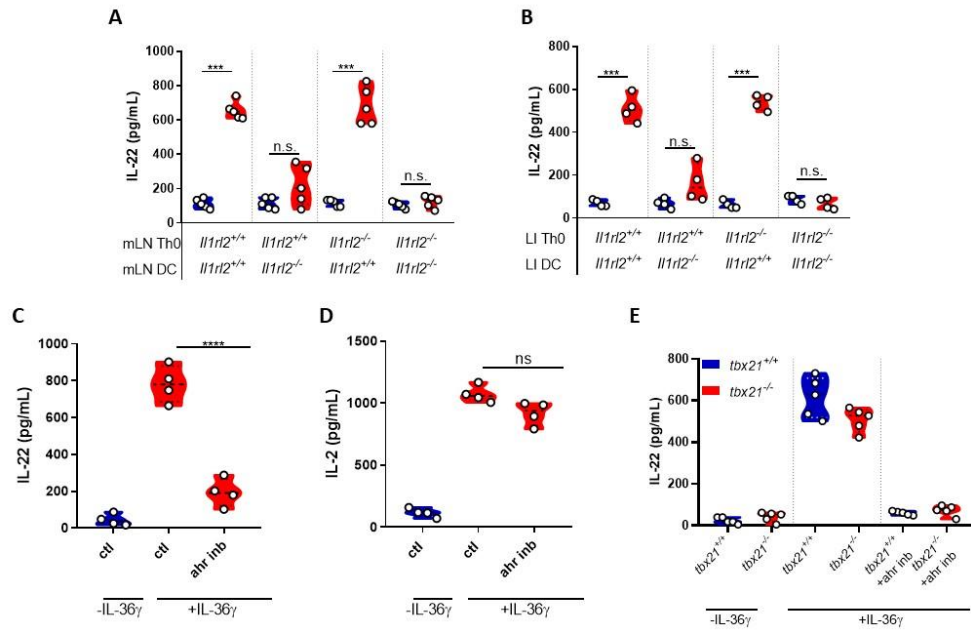 A
IL-22 (pg/mL)
1000
800
600
400
200
0
*** n.s. *** n.s.
mLN Th0 Il1rl2+/+ Il1rl2+/+ Il1rl2-/- Il1rl2-/-
mLN DC Il1rl2+/+ Il1rl2-/- Il1rl2+/+ Il1rl2-/-
B
IL-22 (pg/mL)
800
600
400
200
0
*** n.s. *** n.s.
LI Th0 Il1rl2+/+ Il1rl2+/+ Il1rl2-/- Il1rl2-/-
LI DC Il1rl2+/+ Il1rl2-/- Il1rl2+/+ Il1rl2-/-
C
IL-22 (pg/mL)
1000
800
600
400
200
0
****
ctl ctl ahr inb
-IL-36γ +IL-36γ
D
IL-2 (pg/mL)
1500
1000
500
0
ns
ctl ctl ahr inb
-IL-36γ +IL-36γ
E
IL-22 (pg/mL)
800
600
400
200
0
tbx21+/+
tbx21-/-
tbx21+/+ tbx21-/- tbx21+/+ tbx21-/- tbx21+/+ tbx21-/-
+ahr inb +ahr inb
-IL-36γ +IL-36γ